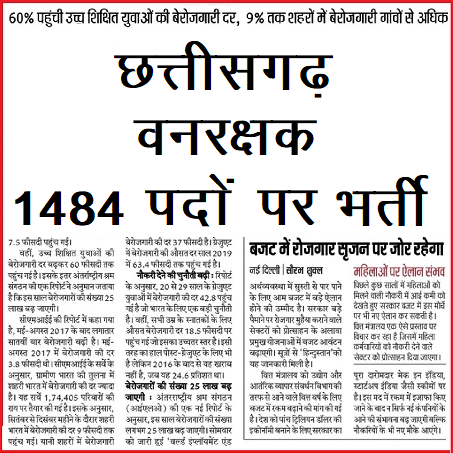 60% पहुंची उच्च शिक्षित युवाओं की बेरोजगारी दर, 9% तक शहरों में बेरोजगारी गांवों से अधिक
छत्तीसगढ़
वनरक्षक
1484 पदों पर भर्ती
7.5 फीसदी पहुंच गई।
वहीं, उच्च शिक्षित युवाओं की
बेरोजगारी की दर बढ़कर 60 फीसदी तक
पहुंच गई है। इसके इतर अंतर्राष्ट्रीय श्रम
संगठन की एक रिपोर्ट में अनुमान जताया
है कि इस साल बेरोजगारों की संख्या 25
लाख बढ़ जाएगी।
सीएमआईई की रिपोर्ट में कहा गया
है, मई-अगस्त 2017 के बाद लगातार
सातवीं बार बेरोजगारी बढ़ी है। मई-
अगस्त 2017 में बेरोजगारी की दर
3.8 फीसदी थी। सीएमआईई के सर्वे के
अनुसार, ग्रामीण भारत की तुलना में
शहरी भारत में बेरोजगारी की दर ज्यादा
है। यह सर्वे 1,74,405 परिवारों की
राय पर तैयार की गई है। इसके अनुसार,
सितंबर से दिसंबर महीने के दौरान शहरी
भारत में बेरोजगारी की दर 9 फीसदी तक
पहुंच गई। यानी शहरों में बेरोजगारी
बेरोजगारी की दर 37 फीसदी है। ग्रेजुएट
में बेरोजगारी की औसत दर साल 2019
में 63.4 फीसदी तक पहुंच गई है।
नौकरी देने की चुनौती बढ़ी : रिपोर्ट
के अनुसार, 20 से 29 साल के ग्रेजुएट
युवाओं में बेरोजगारी की दर 42.8 पहुंच
गई है जो भारत के लिए एक बड़ी चुनौती
है। वहीं, सभी उम्र के स्नातकों के लिए
औसत बेरोजगारी दर 18.5 फीसदी पर
पहुंच गई जो इसका उच्चतर स्तर है। इसी
तरह का हाल पोस्ट-ग्रेजुएट के लिए भी
है लेकिन 2016 के बाद से यह खराब
नहीं है, जब यह 24.6 प्रतिशत था।
बेरोजगारों की संख्या 25 लाख बढ़
जाएगी : अंतरराष्ट्रीय श्रम संगठन
(आईएलओ) की एक नई रिपोर्ट के
अनुसार, इस साल बेरोजगारों की संख्या
लगभग 25 लाख बढ़ जाएगी। सोमवार
को जारी हुई 'वर्ल्ड इंप्लॉयमेंट एंड
बजट में रोजगार सृजन पर जोर रहेगा
नई दिल्ली | सौरभ शुक्ल
अर्थव्यवस्था में सुस्ती से पार पाने
के लिए आम बजट में बड़े ऐलान
होने की उम्मीद है। सरकार बड़े
पैमाने पर रोजगार मुहैया कराने वाले
सेक्टरों को प्रोत्साहन के अलावा
प्रमुख योजनाओं में बजट आवंटन
बढ़ाएगी। सूत्रों से 'हिन्दुस्तान'को
यह जानकारी मिली है।
वित्त मंत्रालय को उद्योग और
आतंरिक व्यापार संवर्धन विभाग की
तरफ से आने वाले वित्त वर्ष के लिए
बजट में रकम बढ़ाने की मांग की गई
है। देश को पांच ट्रिलियन डॉलर की
इकोनॉमी बनाने के लिए सरकार का
महिलाओं पर ऐलान संभव
पिछले कुछ सालों में महिलाओं को
मिलने वाली नौकरी में आई कमी को
देखते हुए सरकार बजट में इस मोर्चे
पर भी नए ऐलान कर सकती है।
वित्त मंत्रालय एक ऐसे प्रस्ताव पर
विचार कर रहा है जिसमें महिला
कर्मचारियों को नौकरी देने वाले
सेक्टर को प्रोत्साहन दिया जाएगा।
पूरा दारोमदार मेक इन इंडिया,
स्टार्टअप इंडिया जैसी स्कीमों पर
है। इस मद में रकम में इजाफा किए
जाने के बाद न सिर्फ नई कंपनियों के
आने की संभावना बढ़ जाएगी बल्कि
नौकरियों के भी नए मौके आएंगे।